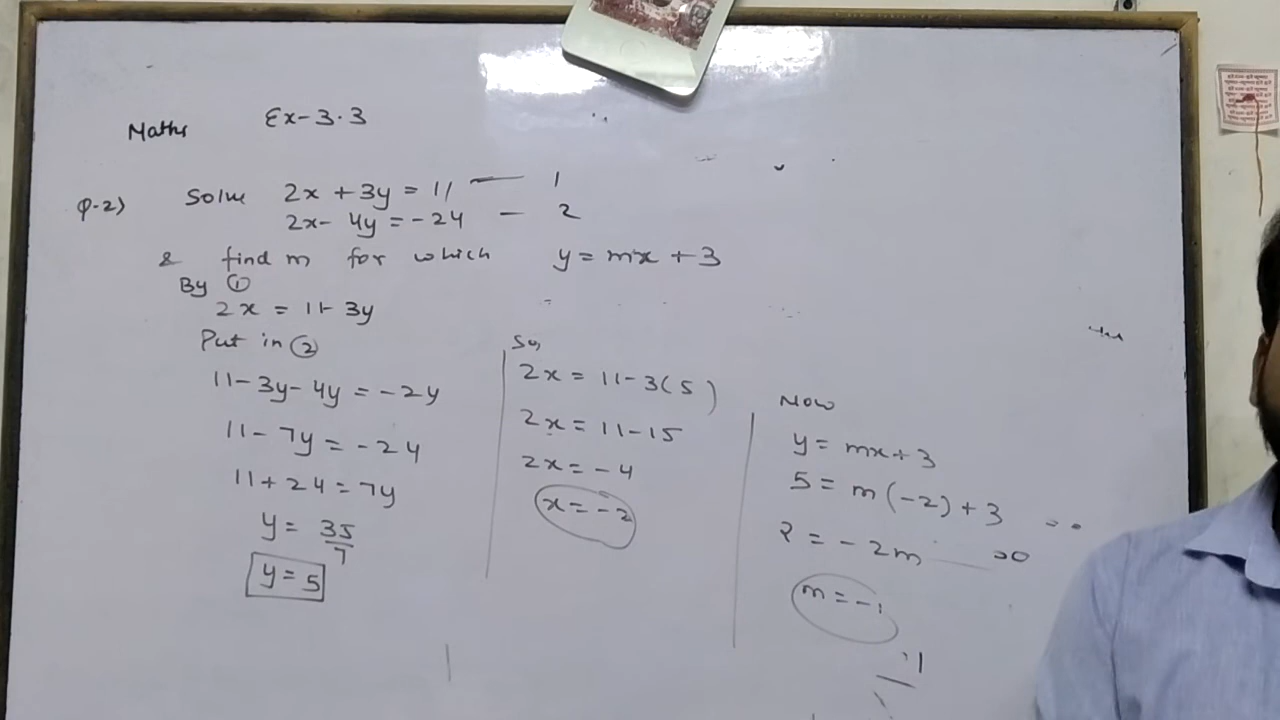 Maths Ex-3.3
Q-2) Solve 2x + 3y = 11 — 1
2x - 4y = -24 — 2
& find m for which y = mx + 3
By ①
2x = 11 - 3y
Put in ②
11 - 3y - 4y = -24
11 - 7y = -24
11 + 24 = 7y
y = 35/7
y = 5
So,
2x = 11 - 3(5)
2x = 11 - 15
2x = -4
x = -2
Now
y = mx + 3
5 = m(-2) + 3
2 = -2m
m = -1